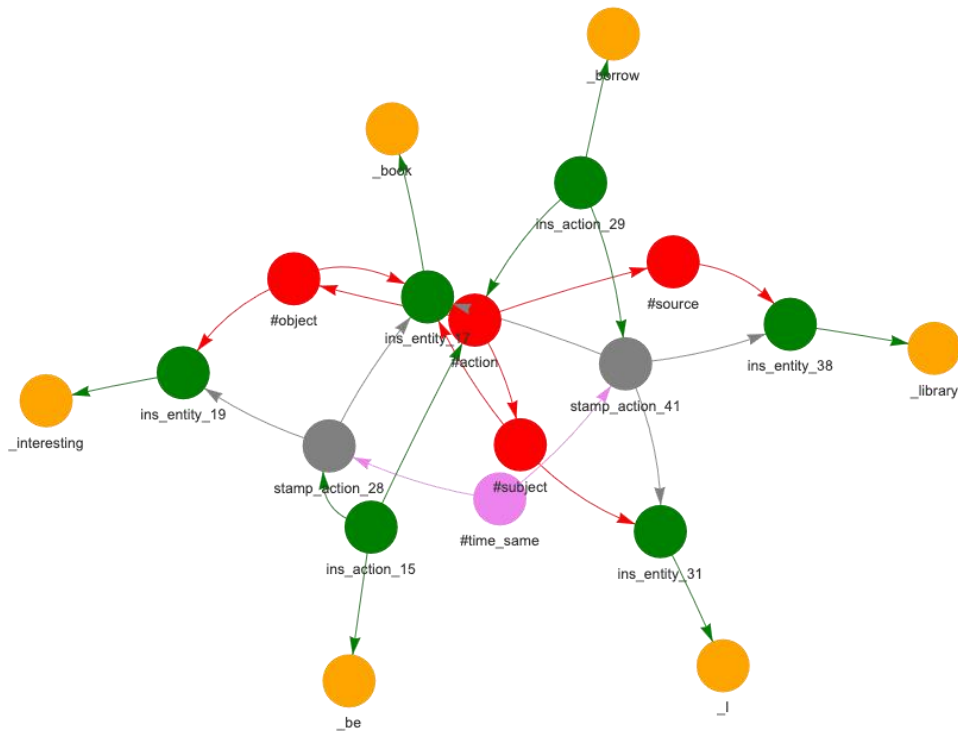 _borrow
_book
ins_action_29
#source
#object
ins_entity_17
#action
ins_entity_38
_library
stamp_action_41
ins_entity_19
_interesting
stamp_action_28
#subject
#time_same
ins_action_15
ins_entity_31
_I
_be